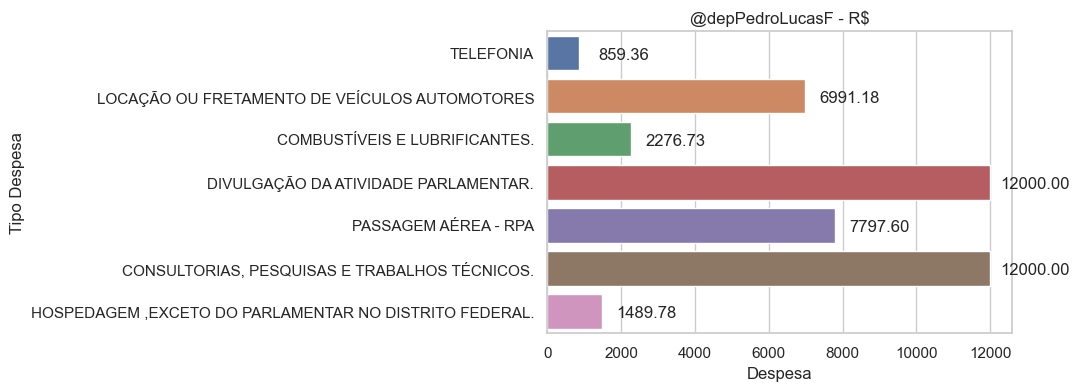 @depPedroLucasF - R$
Tipo Despesa
TELEFONIA 859.36
LOCAÇÃO OU FRETAMENTO DE VEÍCULOS AUTOMOTORES 6991.18
COMBUSTÍVEIS E LUBRIFICANTES. 2276.73
DIVULGAÇÃO DA ATIVIDADE PARLAMENTAR. 12000.00
PASSAGEM AÉREA - RPA 7797.60
CONSULTORIAS, PESQUISAS E TRABALHOS TÉCNICOS. 12000.00
HOSPEDAGEM ,EXCETO DO PARLAMENTAR NO DISTRITO FEDERAL. 1489.78
0 2000 4000 6000 8000 10000 12000
Despesa